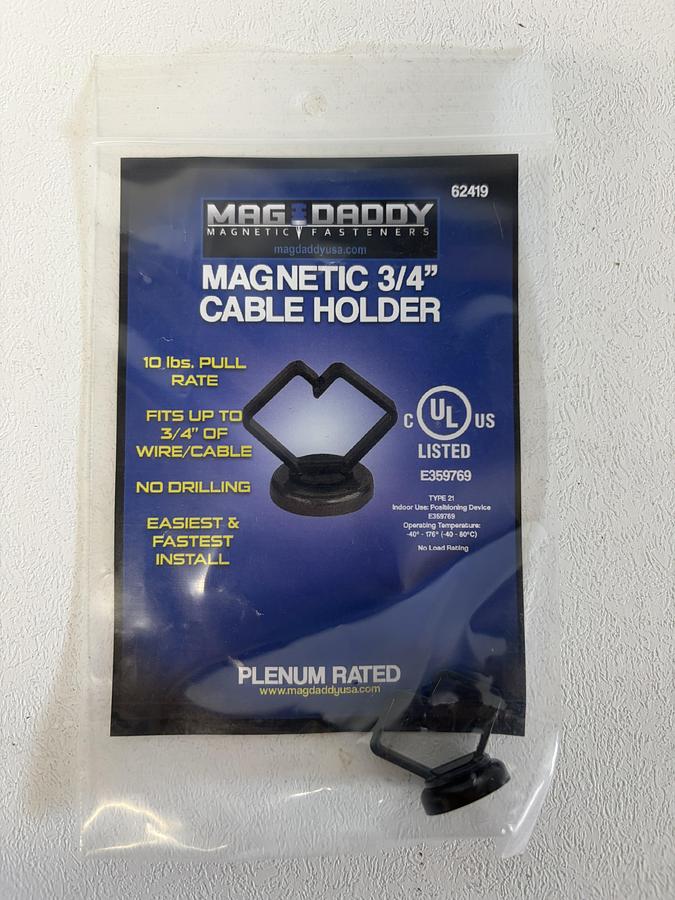 62419
MAG DADDY
MAGNETIC FASTENERS
magdaddyusa.com
MAGNETIC 3/4”
CABLE HOLDER
10 lbs. PULL
RATE
FITS UP TO
3/4” OF
WIRE/CABLE
NO DRILLING
EASIEST &
FASTEST
INSTALL
C UL US
LISTED
E359769
TYPE 21
Indoor Use: Positioning Device
E359769
Operating Temperature:
-40° - 176° (-40 - 80°C)
No Load Rating
PLENUM RATED
www.magdaddyusa.com